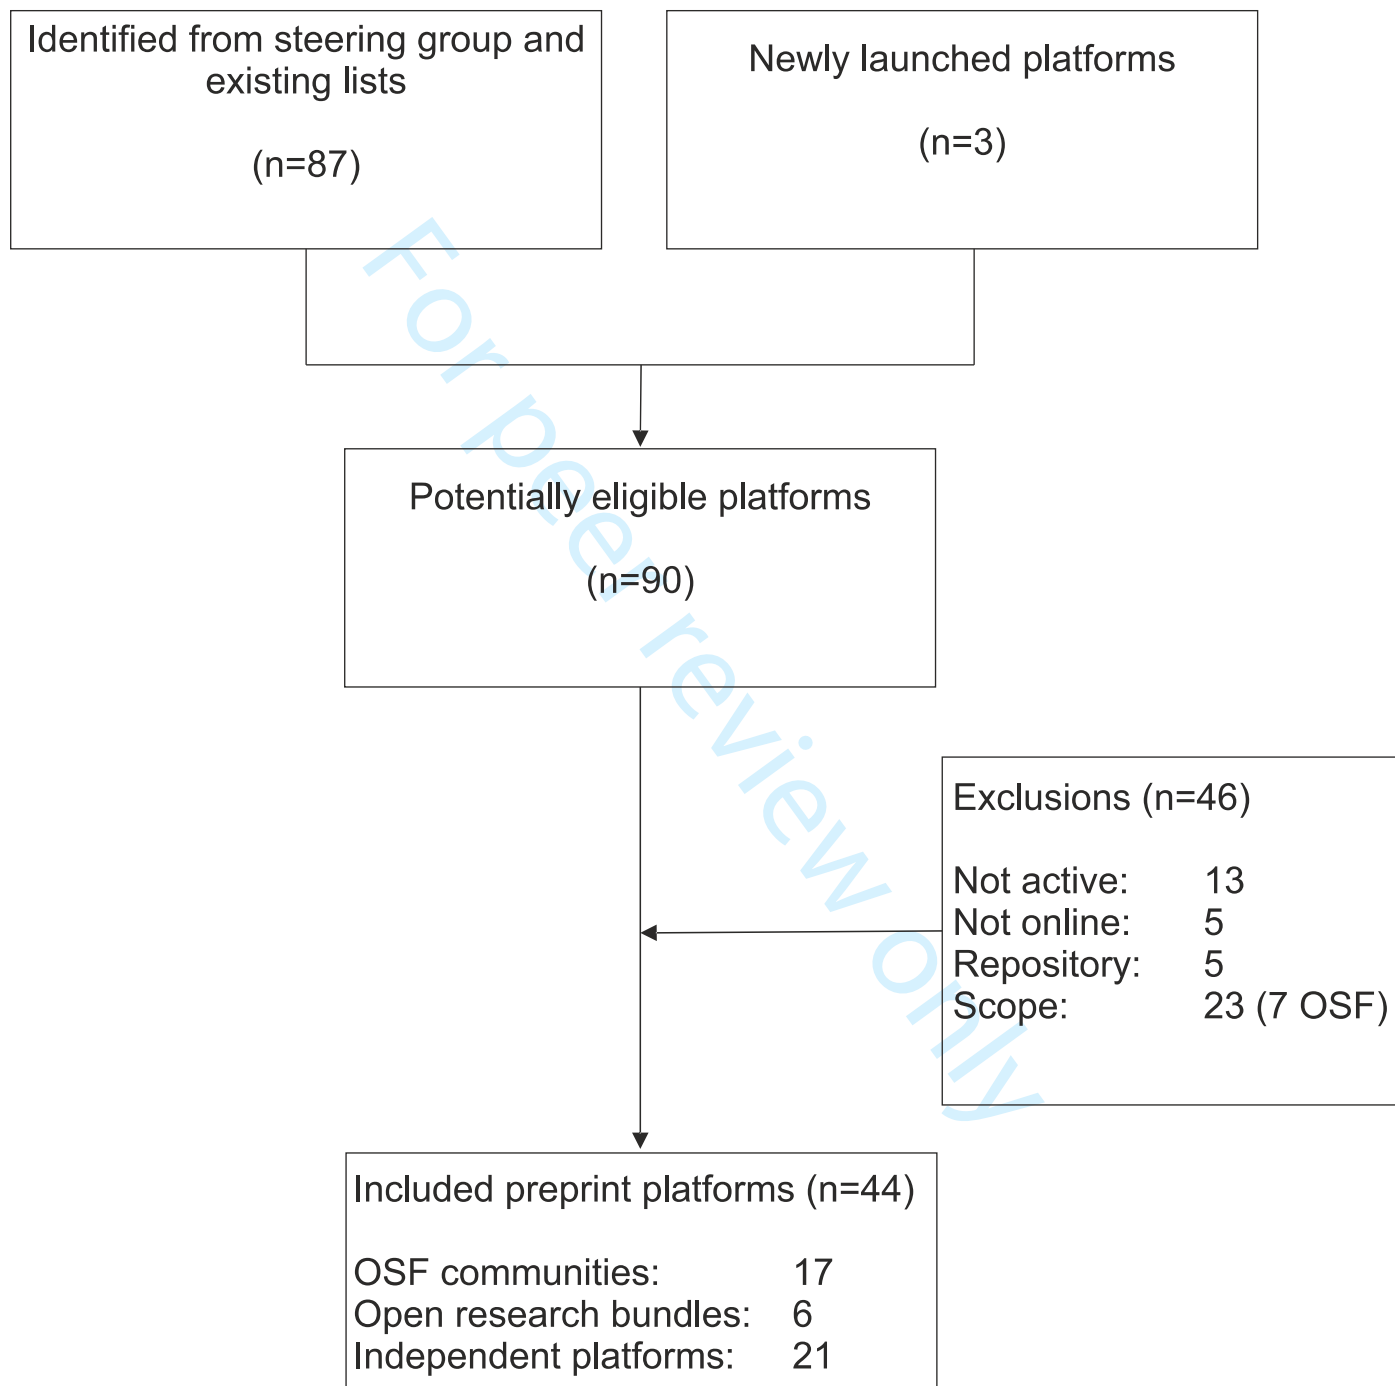 Identified from steering group and
existing lists
(n=87)
Newly launched platforms
(n=3)
Potentially eligible platforms
(n=90)
Exclusions (n=46)
Not active: 13
Not online: 5
Repository: 5
Scope: 23 (7 OSF)
Included preprint platforms (n=44)
OSF communities: 17
Open research bundles: 6
Independent platforms: 21
For peer review only